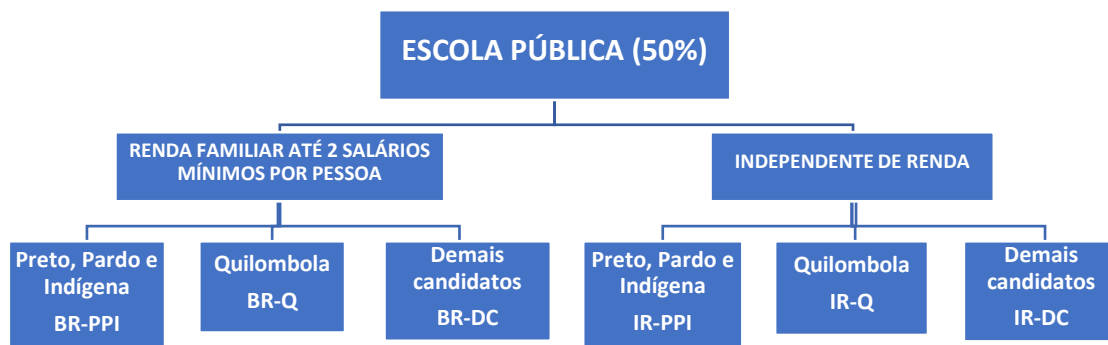 ESCOLA PÚBLICA (50%)
RENDA FAMILIAR ATÉ 2 SALÁRIOS
MÍNIMOS POR PESSOA
INDEPENDENTE DE RENDA
Preto, Pardo e
Indígena
BR-PPI
Quilombola
BR-Q
Demais
candidatos
BR-DC
Preto, Pardo e
Indígena
IR-PPI
Quilombola
IR-Q
Demais
candidatos
IR-DC